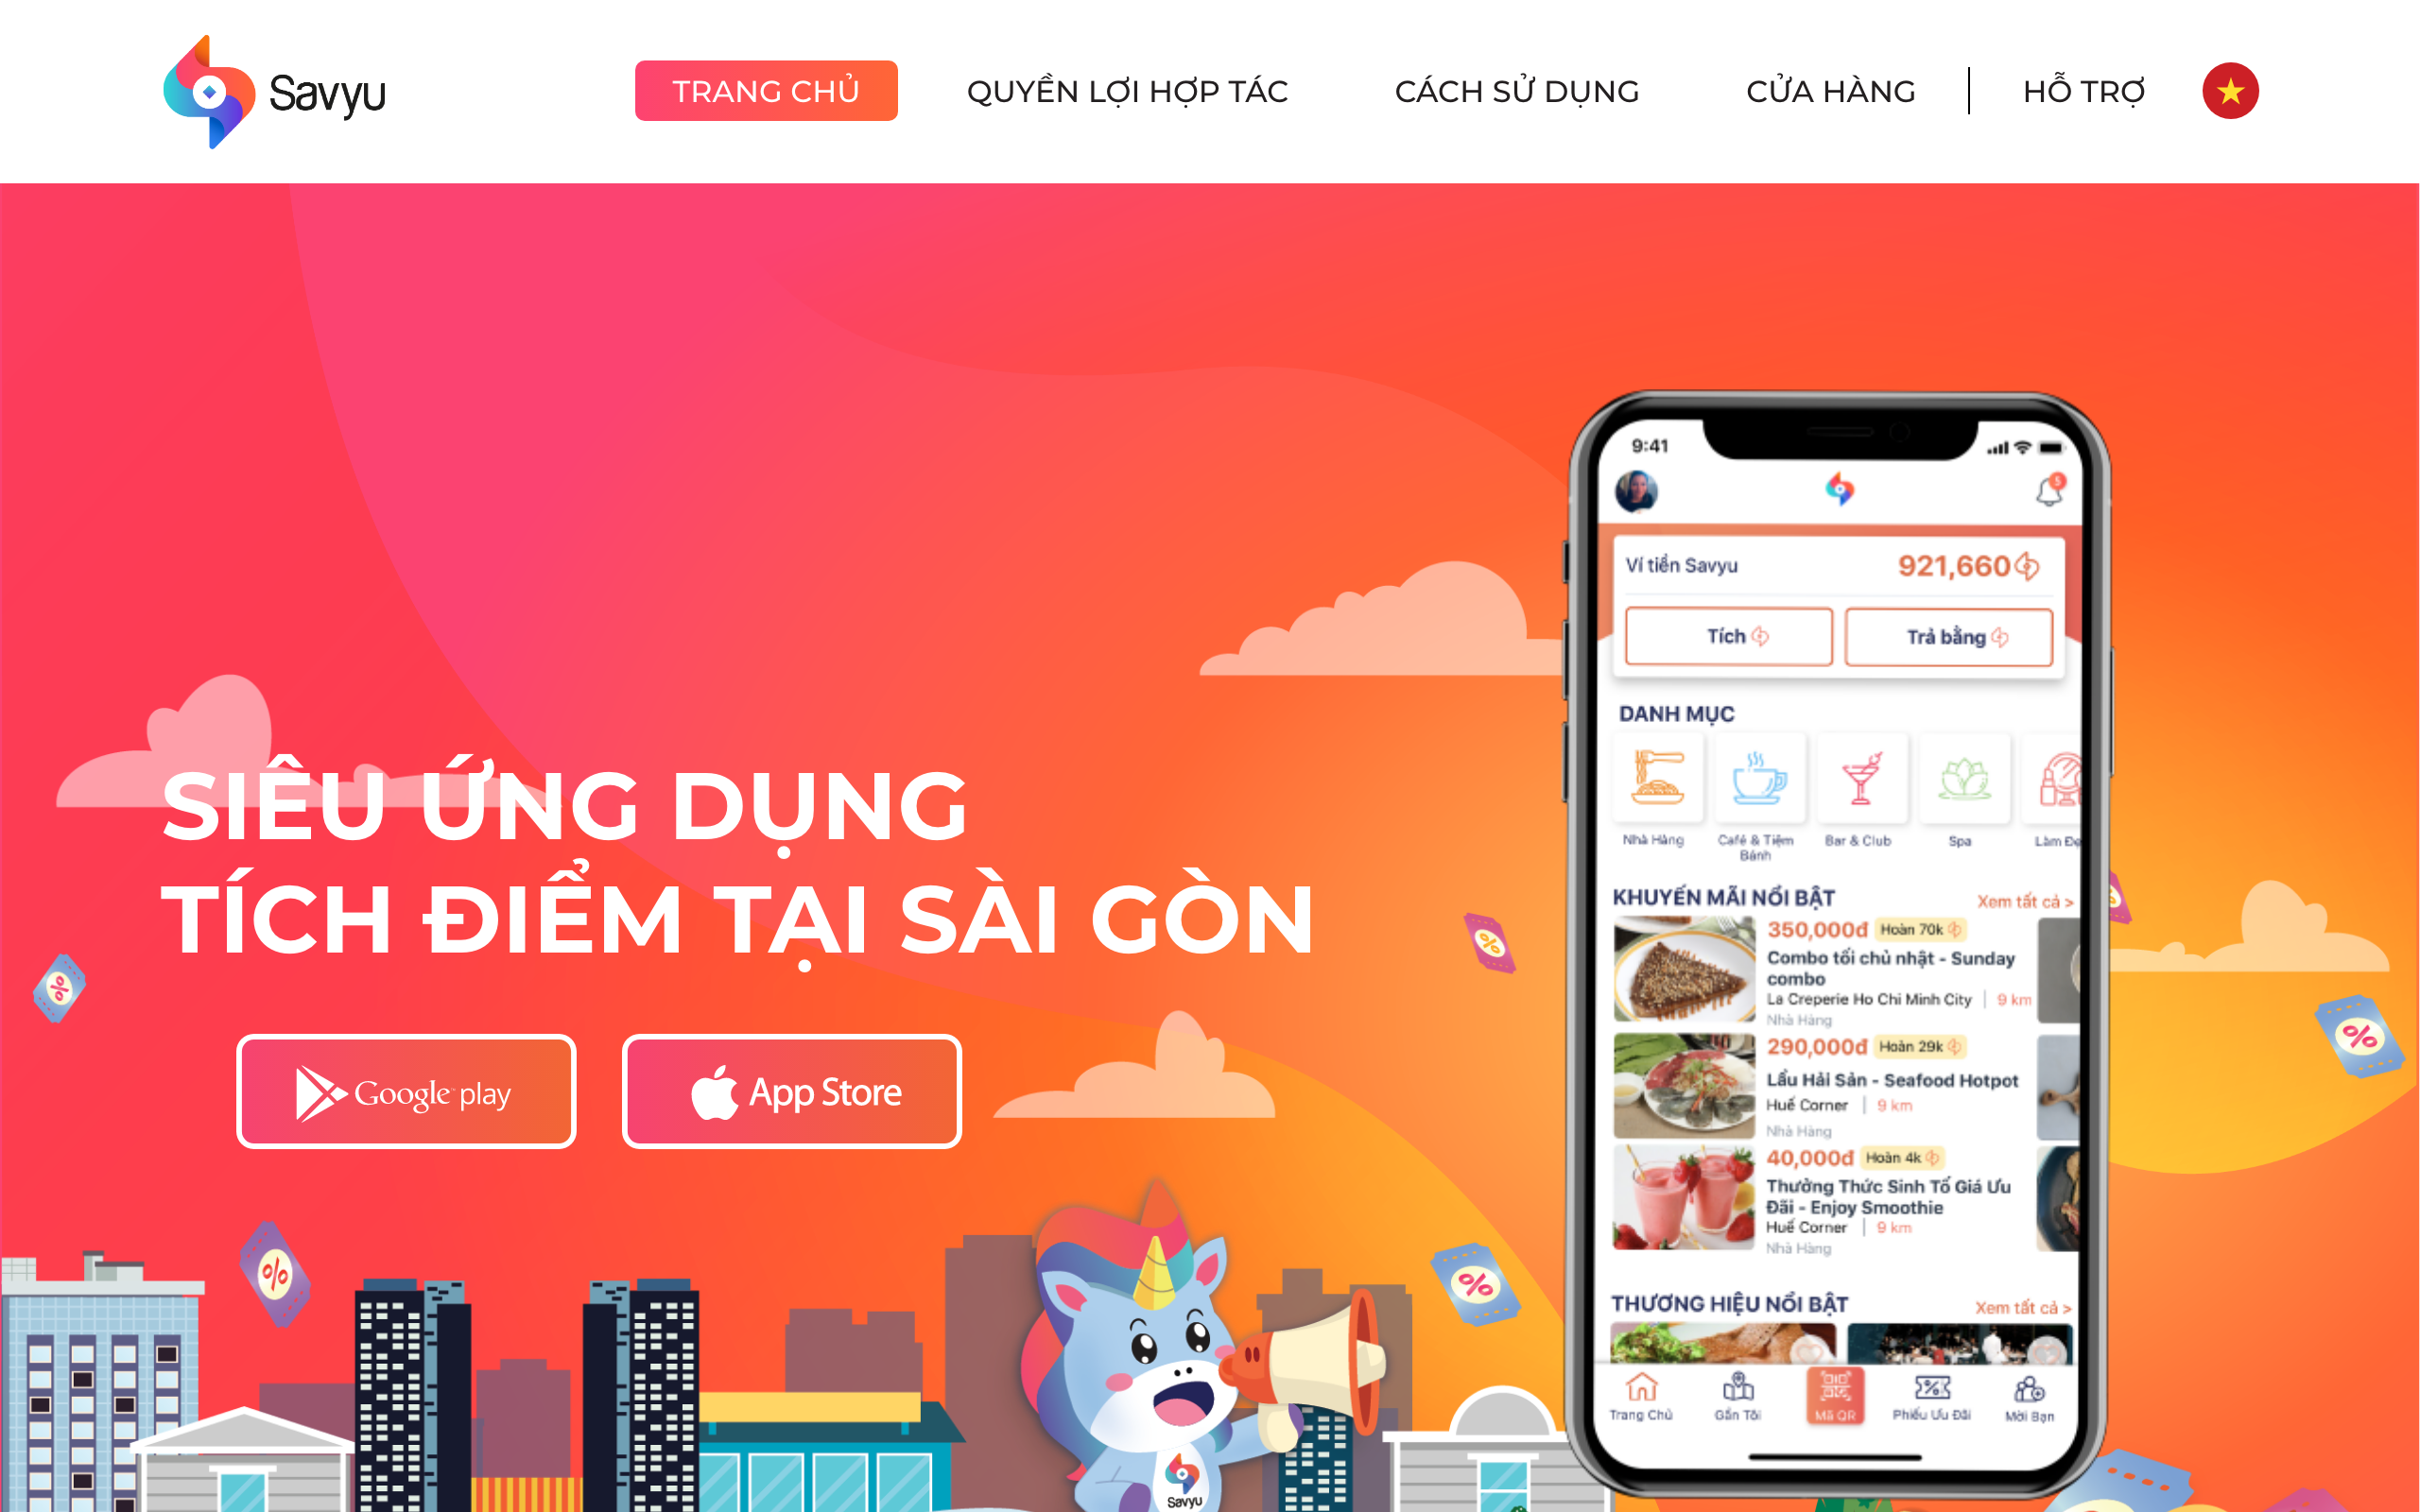 Savyu
TRANG CHỦ
QUYỀN LỢI HỢP TÁC
CÁCH SỬ DỤNG
CỬA HÀNG
HỖ TRỢ
SIÊU ỨNG DỤNG
TÍCH ĐIỂM TẠI SÀI GÒN
Google play
App Store
Savyu
9:41
5
Ví tiền Savyu
921,660
Tích
Trả bằng
DANH MỤC
Nhà Hàng
Café & Tiệm
Bánh
Bar & Club
Spa
Làm Đẹ
KHUYẾN MÃI NỔI BẬT
Xem tất cả >
350,000đ Hoàn 70k
Combo tối chủ nhật - Sunday
combo
La Creperie Ho Chi Minh City | 9 km
Nhà Hàng
290,000đ Hoàn 29k
Lẩu Hải Sản - Seafood Hotpot
Huế Corner | 9 km
Nhà Hàng
40,000đ Hoàn 4k
Thưởng Thức Sinh Tố Giá Ưu
Đãi - Enjoy Smoothie
Huế Corner | 9 km
Nhà Hàng
THƯƠNG HIỆU NỔI BẬT
Xem tất cả >
Trang Chủ
Gần Tôi
Mã QR
Phiếu Ưu Đãi
Mời Bạn